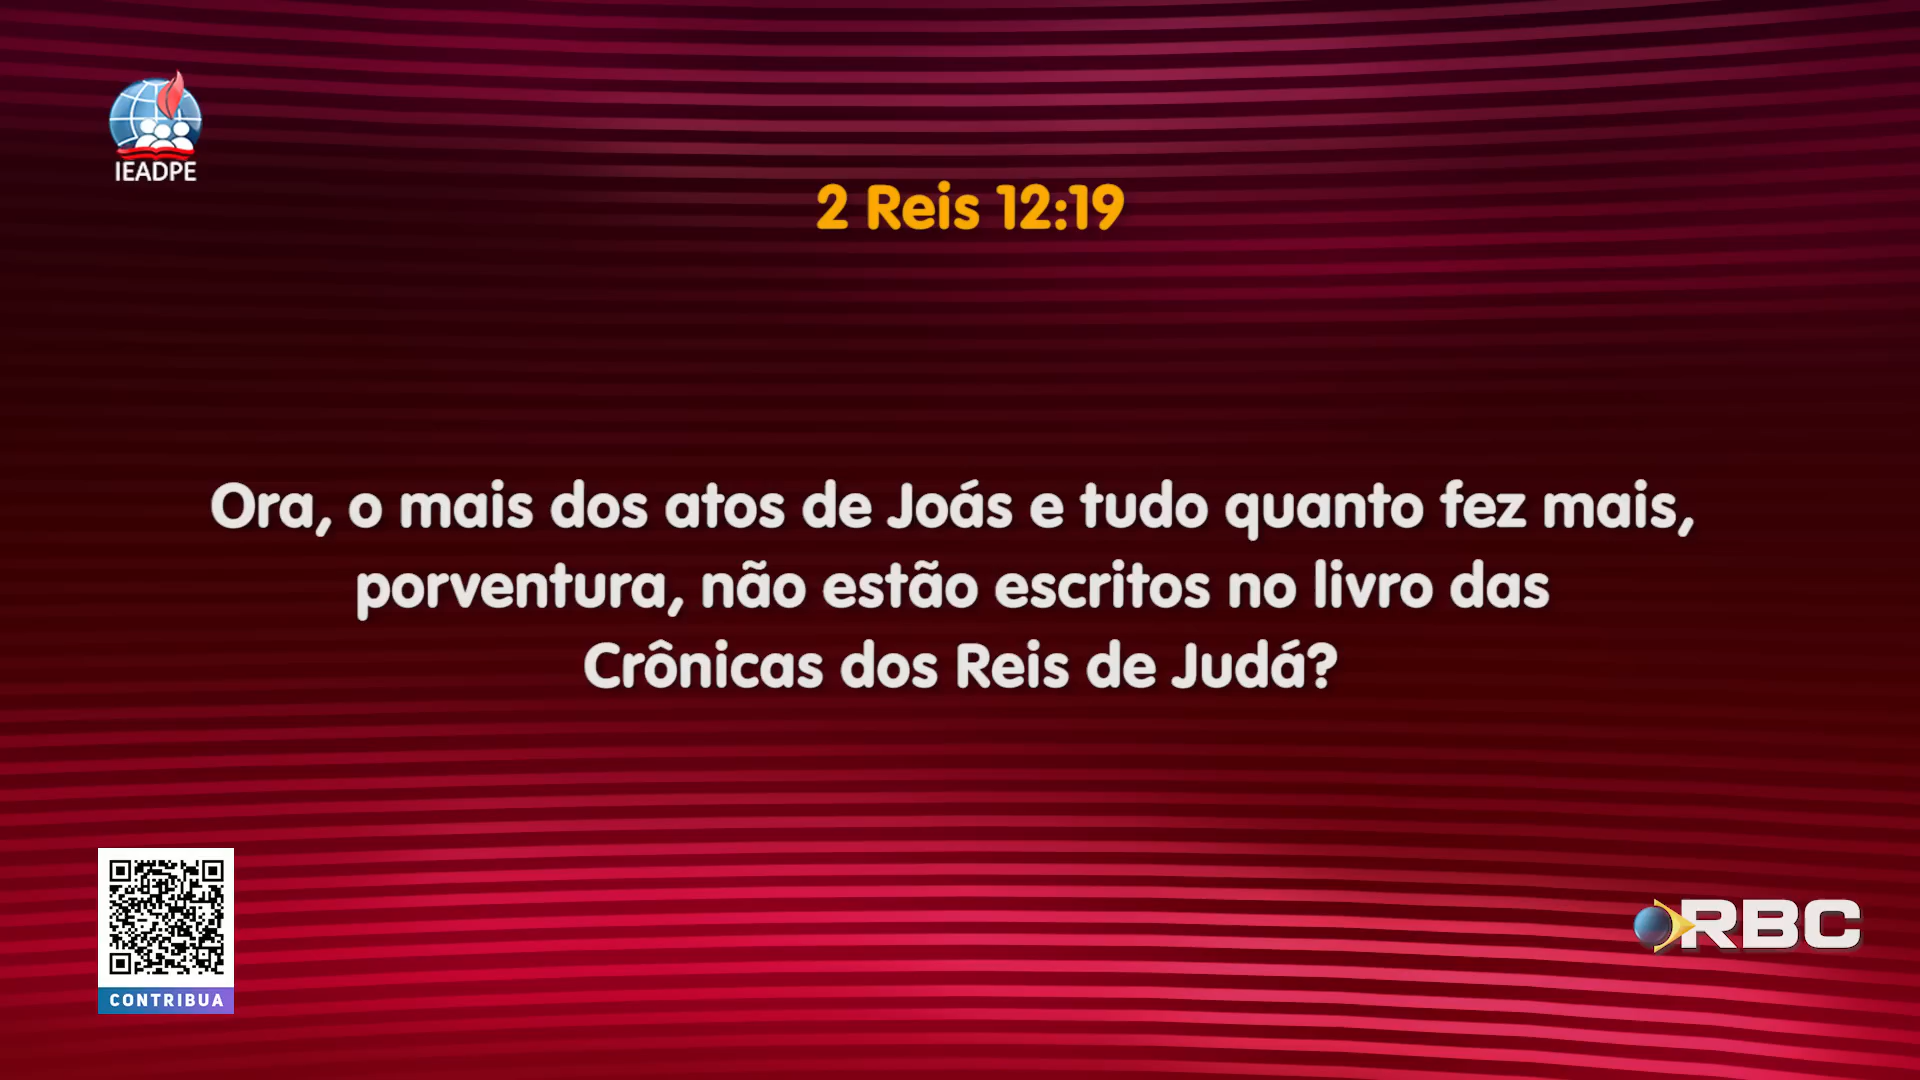 IEADPE
2 Reis 12:19
Ora, o mais dos atos de Joás e tudo quanto fez mais,
porventura, não estão escritos no livro das
Crônicas dos Reis de Judá?
RBC
CONTRIBUA